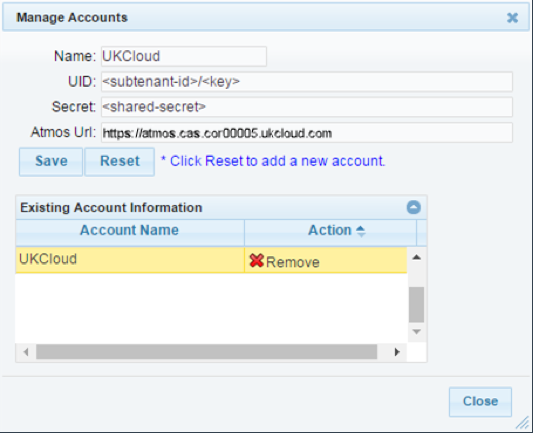 Manage Accounts
Name: UKCloud
UID: <subtenant-id>/<key>
Secret: <shared-secret>
Atmos Url: https://atmos.cas.cor00005.ukcloud.com
Save Reset * Click Reset to add a new account.
Existing Account Information
Account Name Action
UKCloud Remove
Close